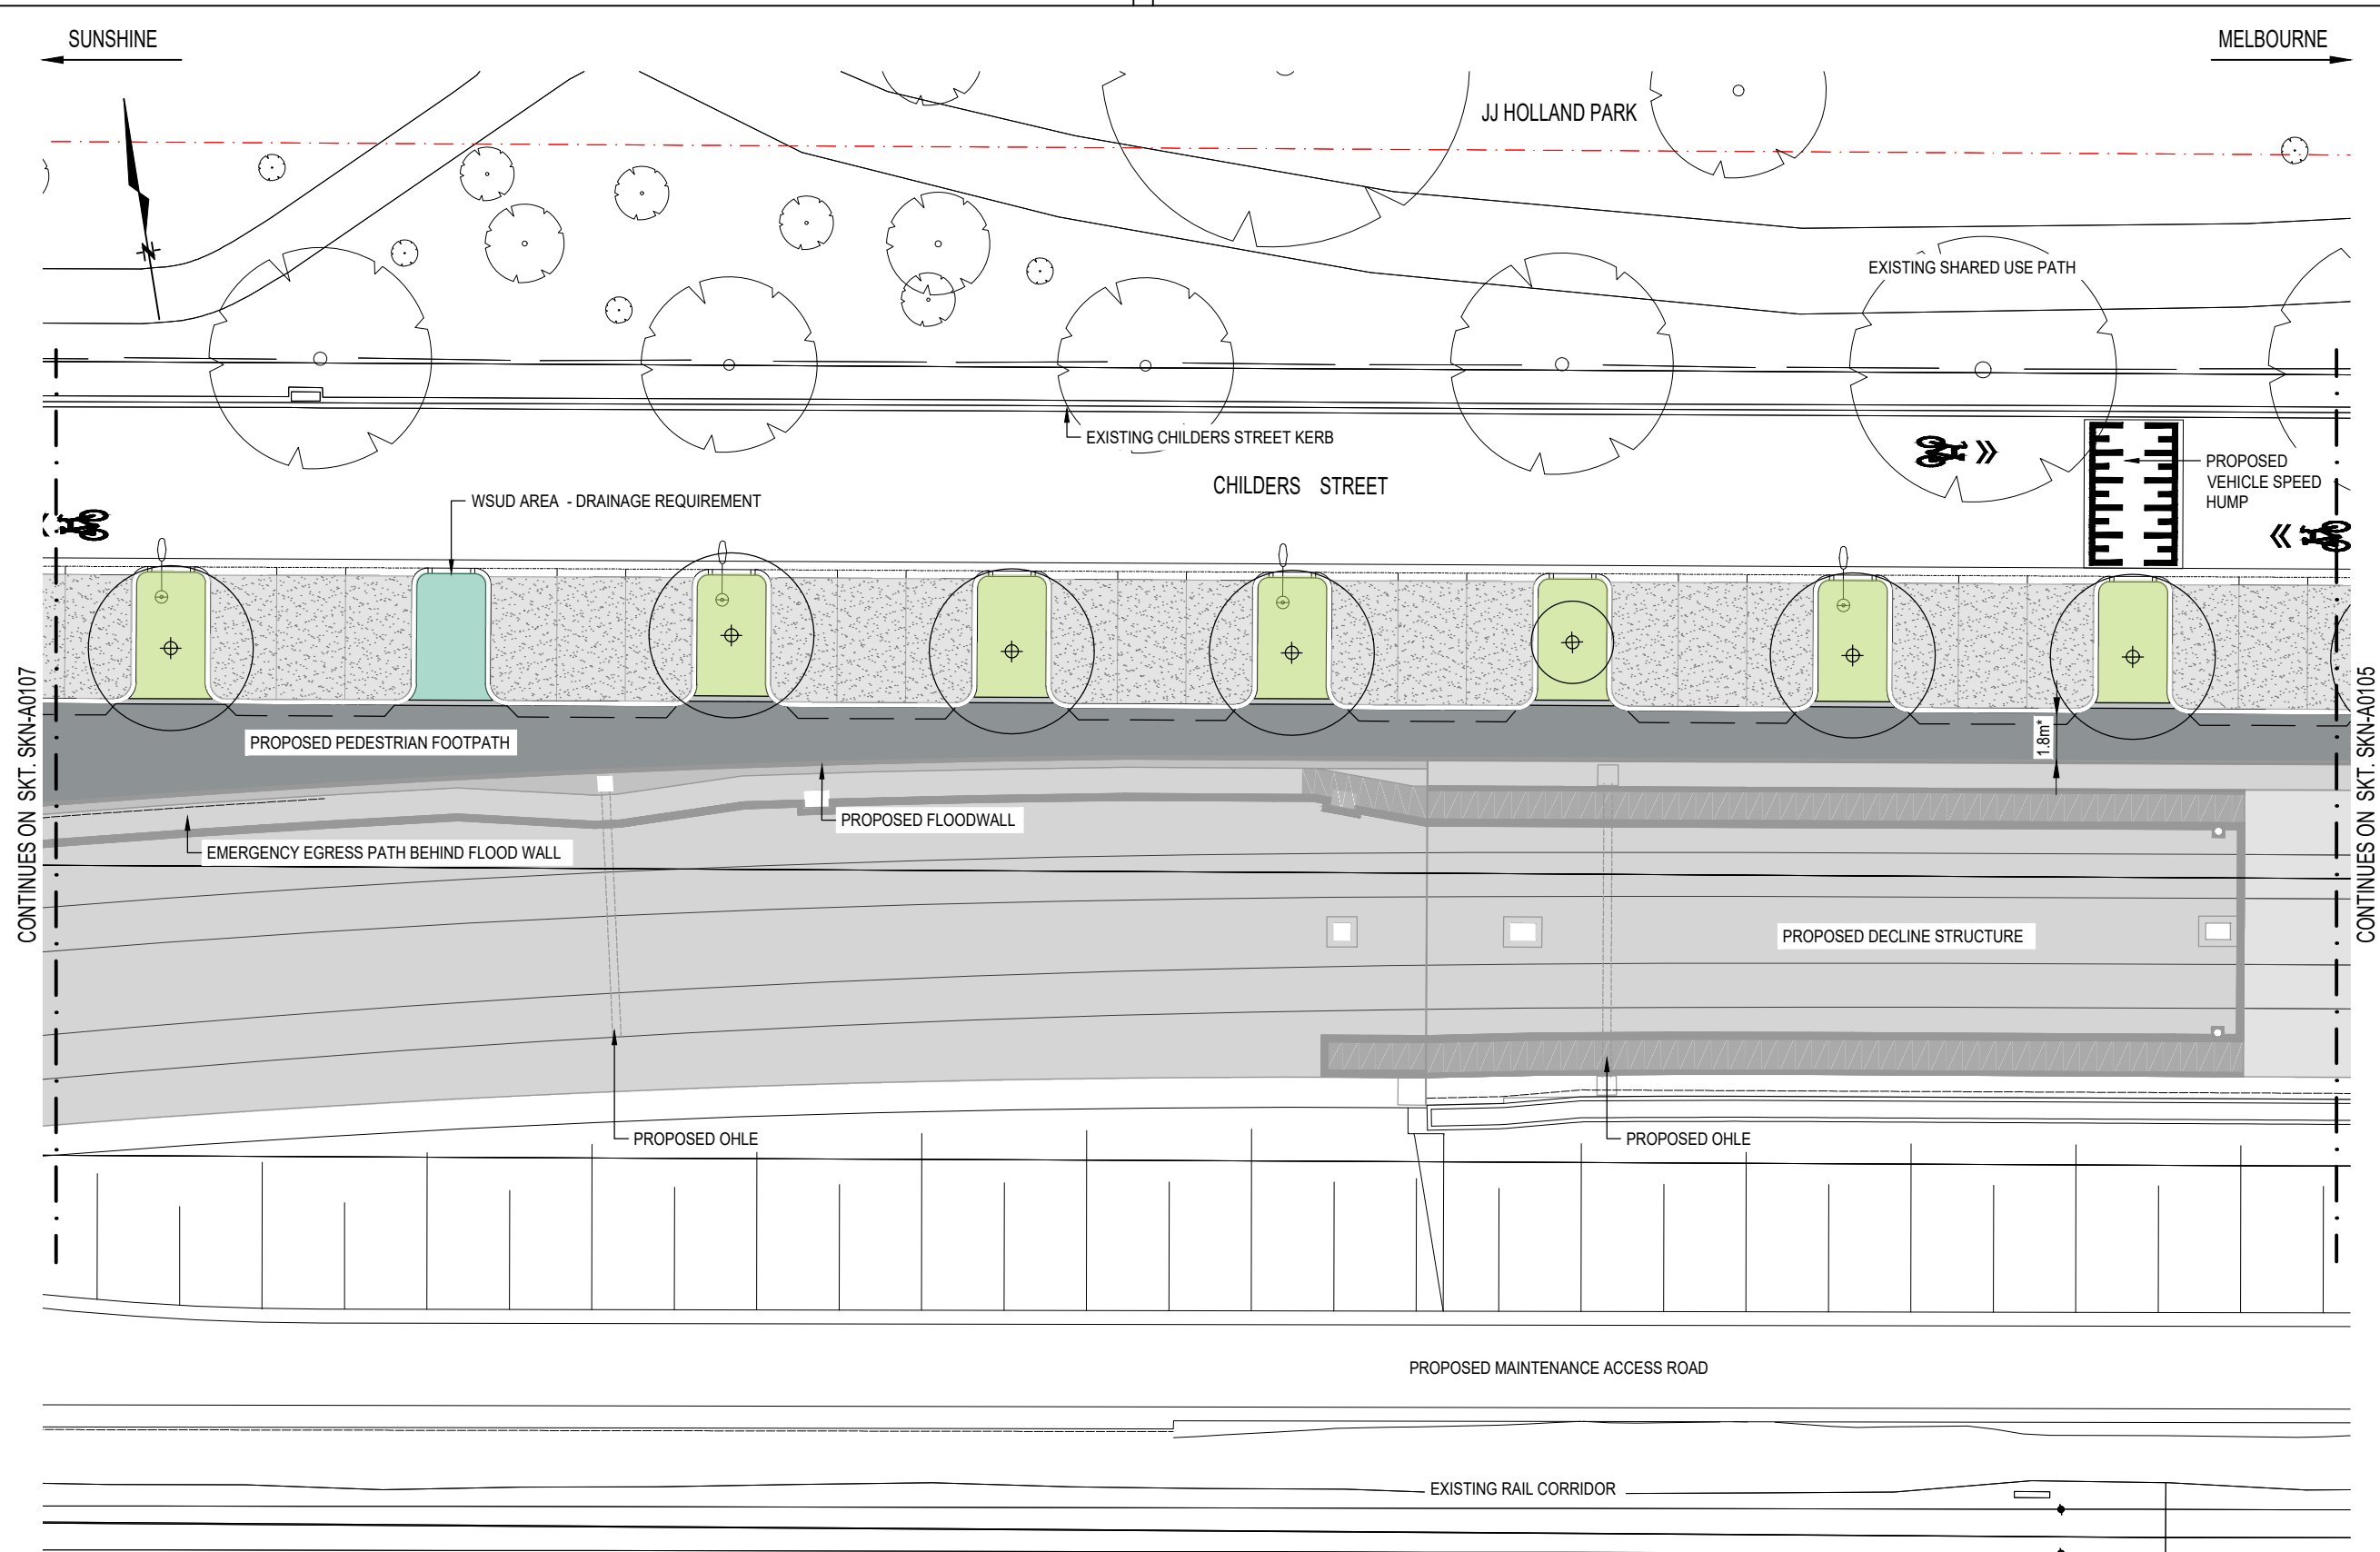 SUNSHINE
MELBOURNE
JJ HOLLAND PARK
N
EXISTING SHARED USE PATH
EXISTING CHILDERS STREET KERB
CHILDERS STREET
PROPOSED
VEHICLE SPEED
HUMP
WSUD AREA - DRAINAGE REQUIREMENT
CONTINUES ON SKT. SKN-A0107
CONTINUES ON SKT. SKN-A0105
PROPOSED PEDESTRIAN FOOTPATH
1.8m*
PROPOSED FLOODWALL
EMERGENCY EGRESS PATH BEHIND FLOOD WALL
PROPOSED DECLINE STRUCTURE
PROPOSED OHLE
PROPOSED OHLE
PROPOSED MAINTENANCE ACCESS ROAD
EXISTING RAIL CORRIDOR